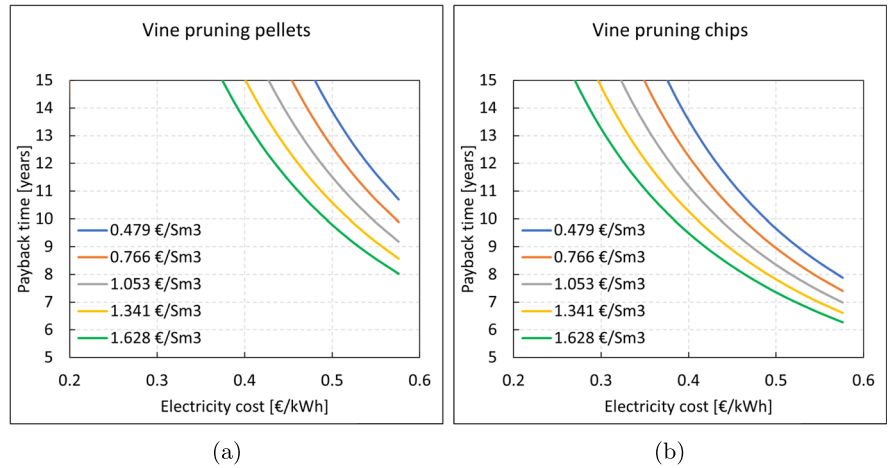 Vine pruning pellets
15
14
13
12
11
10
9
8
7
6
5
Payback time [years]
0.479 €/Sm3
0.766 €/Sm3
1.053 €/Sm3
1.341 €/Sm3
1.628 €/Sm3
0.2 0.3 0.4 0.5 0.6
Electricity cost [€/kWh]
(a)
Vine pruning chips
15
14
13
12
11
10
9
8
7
6
5
Payback time [years]
0.479 €/Sm3
0.766 €/Sm3
1.053 €/Sm3
1.341 €/Sm3
1.628 €/Sm3
0.2 0.3 0.4 0.5 0.6
Electricity cost [€/kWh]
(b)